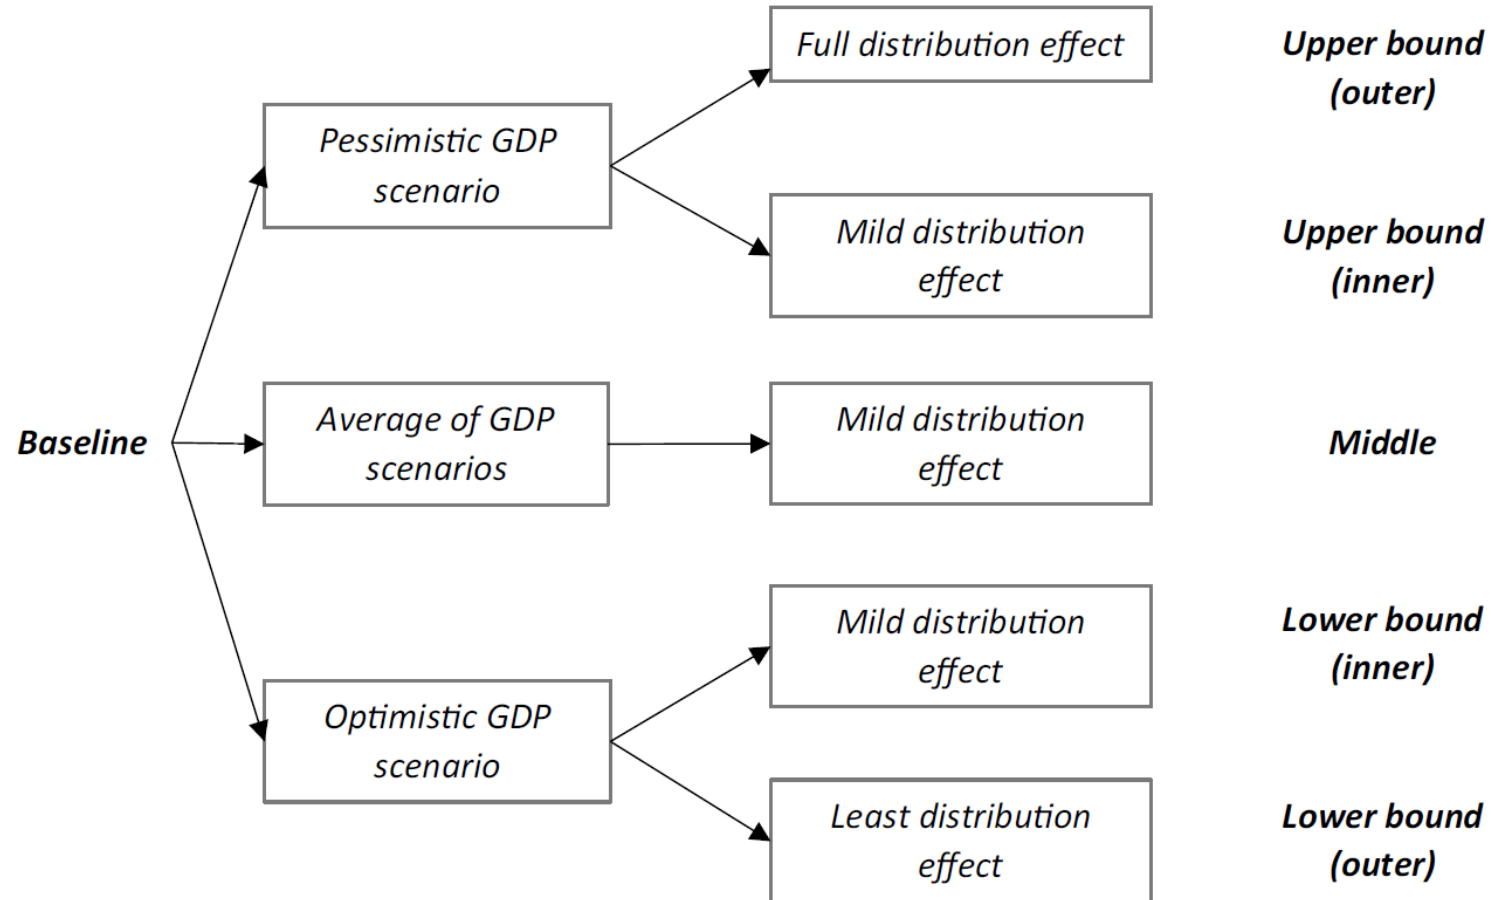 Full distribution effect
Upper bound
(outer)
Pessimistic GDP
scenario
Mild distribution
effect
Upper bound
(inner)
Baseline
Average of GDP
scenarios
Mild distribution
effect
Middle
Mild distribution
effect
Lower bound
(inner)
Optimistic GDP
scenario
Least distribution
effect
Lower bound
(outer)